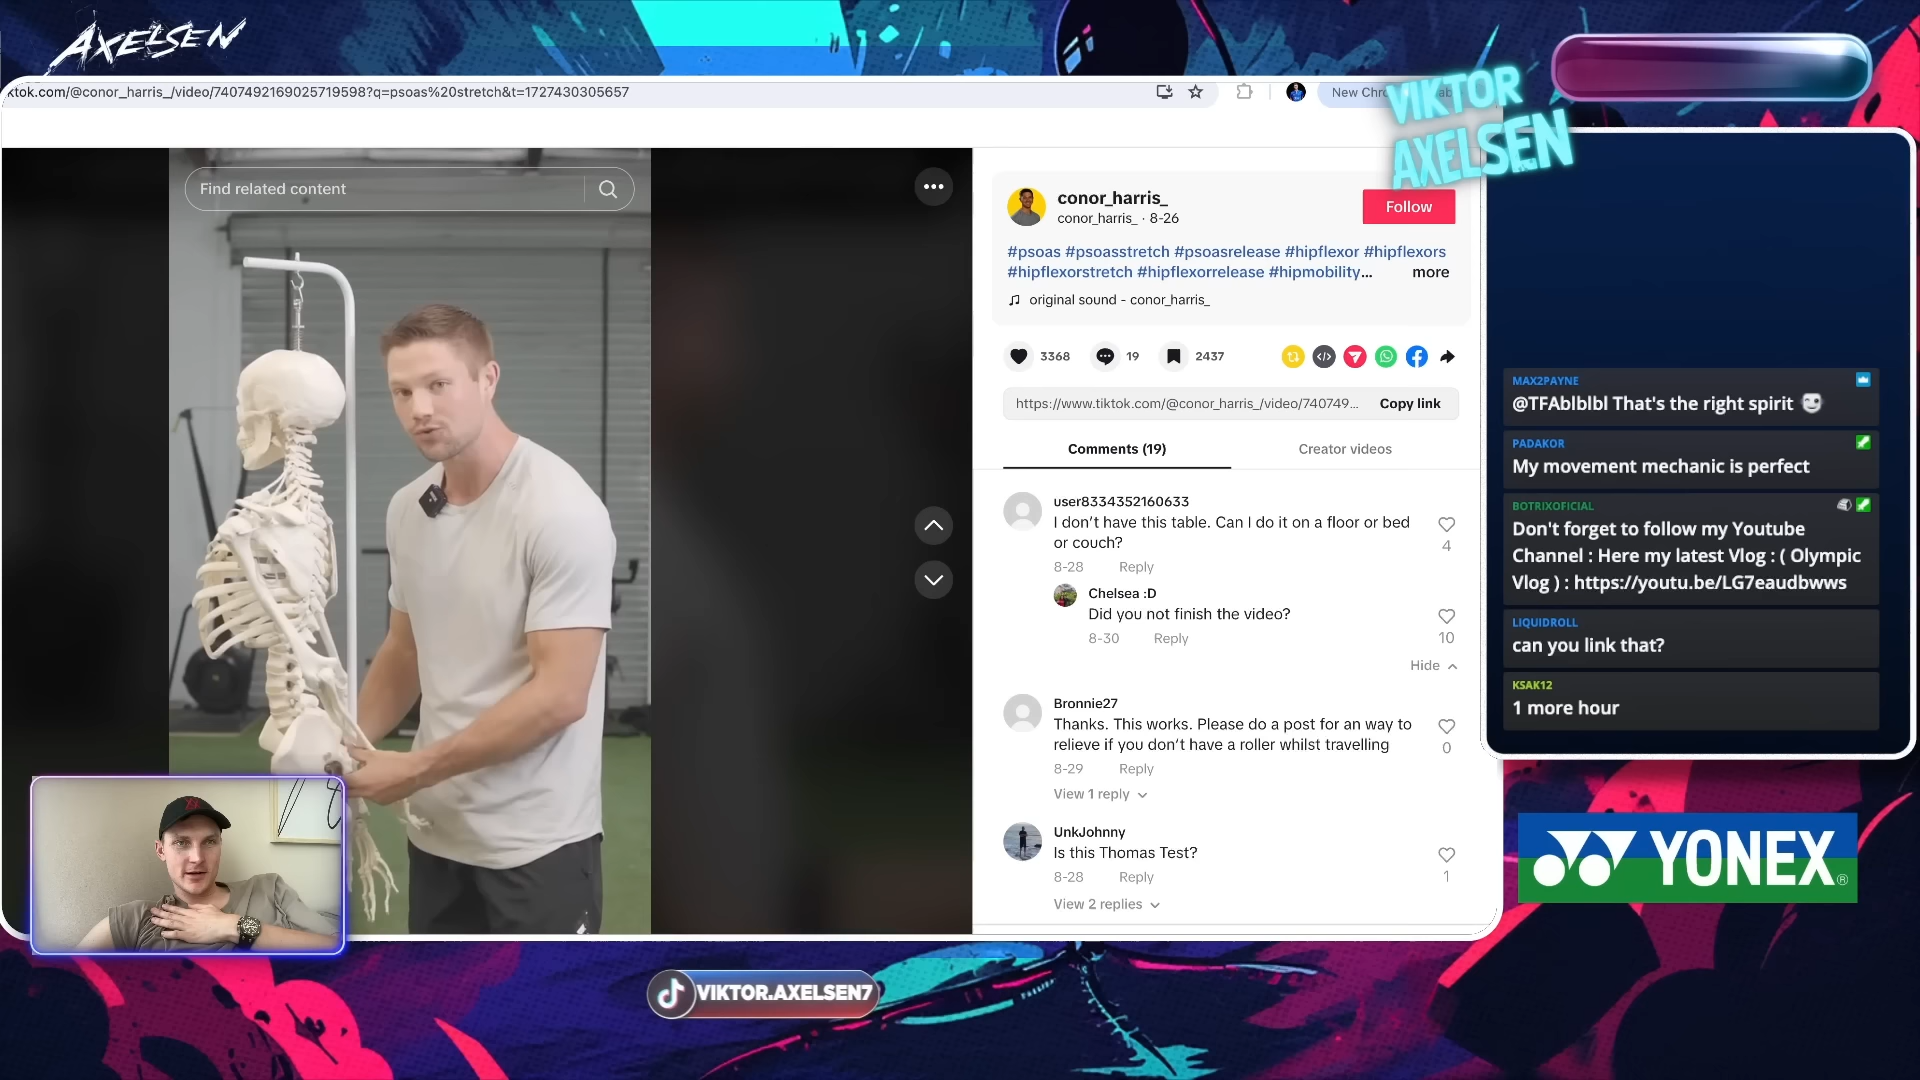 AXELSEN
ktok.com/@conor_harris_/video/7407492169025719598?q=psoas%20stretch&t=1727430305657
New Chro
VIKTOR
AXELSEN
Find related content
conor_harris_
conor_harris_ · 8-26
Follow
#psoas #psoasstretch #psoasrelease #hipflexor #hipflexors
#hipflexorstretch #hipflexorrelease #hipmobility... more
original sound - conor_harris_
3368 19 2437
https://www.tiktok.com/@conor_harris_/video/740749... Copy link
Comments (19) Creator videos
user8334352160633
I don't have this table. Can I do it on a floor or bed
or couch?
4
8-28 Reply
Chelsea :D
Did you not finish the video?
8-30 Reply
10
Hide
Bronnie27
Thanks. This works. Please do a post for an way to
relieve if you don't have a roller whilst travelling
0
8-29 Reply
View 1 reply
UnkJohnny
Is this Thomas Test?
8-28 Reply
1
View 2 replies
MAX2PAYNE
@TFAblblbl That's the right spirit
PADAKOR
My movement mechanic is perfect
BOTRIXOFICIAL
Don't forget to follow my Youtube
Channel : Here my latest Vlog : ( Olympic
Vlog ) : https://youtu.be/LG7eaudbwws
LIQUIDROLL
can you link that?
KSAK12
1 more hour
YONEX®
VIKTOR.AXELSEN7